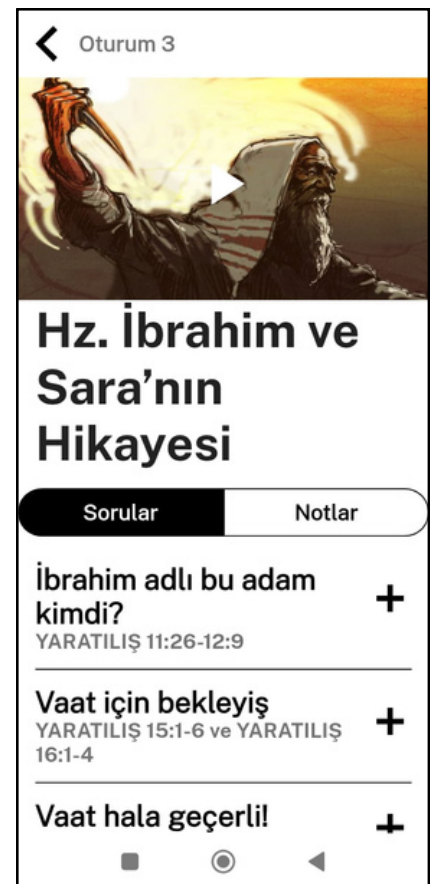 Oturum 3
Hz. İbrahim ve
Sara’nın
Hikayesi
Sorular
Notlar
İbrahim adlı bu adam
kimdi?
YARATILIŞ 11:26-12:9
Vaat için bekleyiş
YARATILIŞ 15:1-6 ve YARATILIŞ
16:1-4
Vaat hala geçerli!